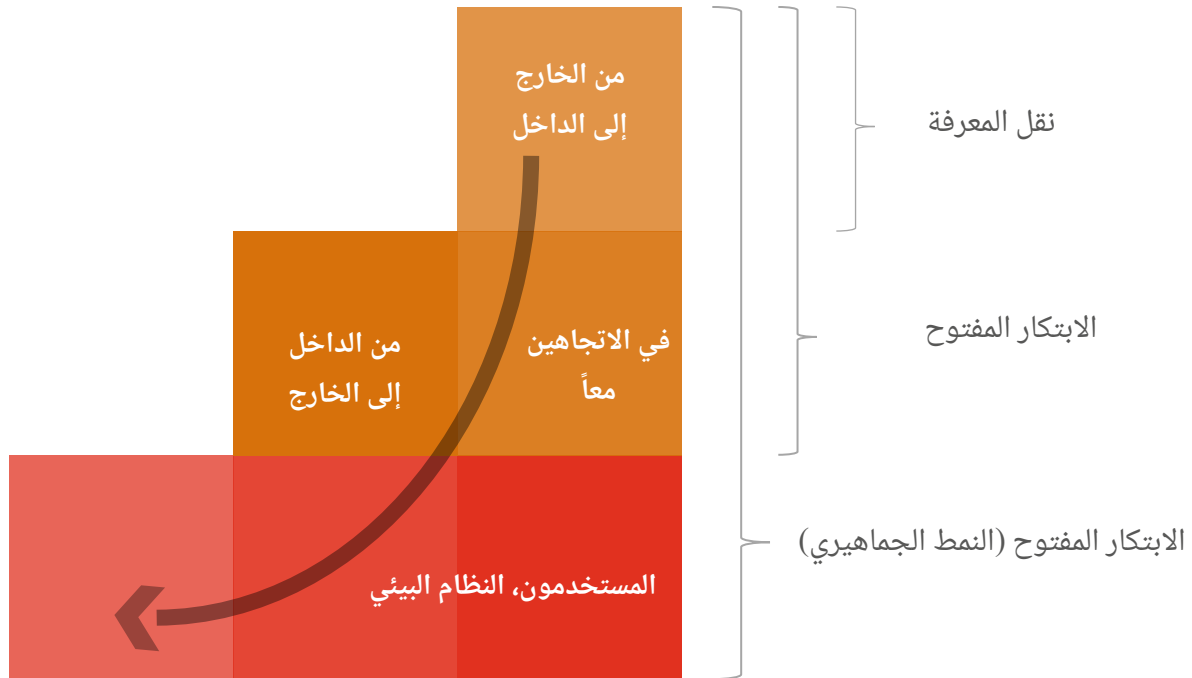 من الخارج
إلى الداخل
نقل المعرفة
في الاتجاهين
معاً
من الداخل
إلى الخارج
الابتكار المفتوح
المستخدمون، النظام البيئي
الابتكار المفتوح (النمط الجماهيري)